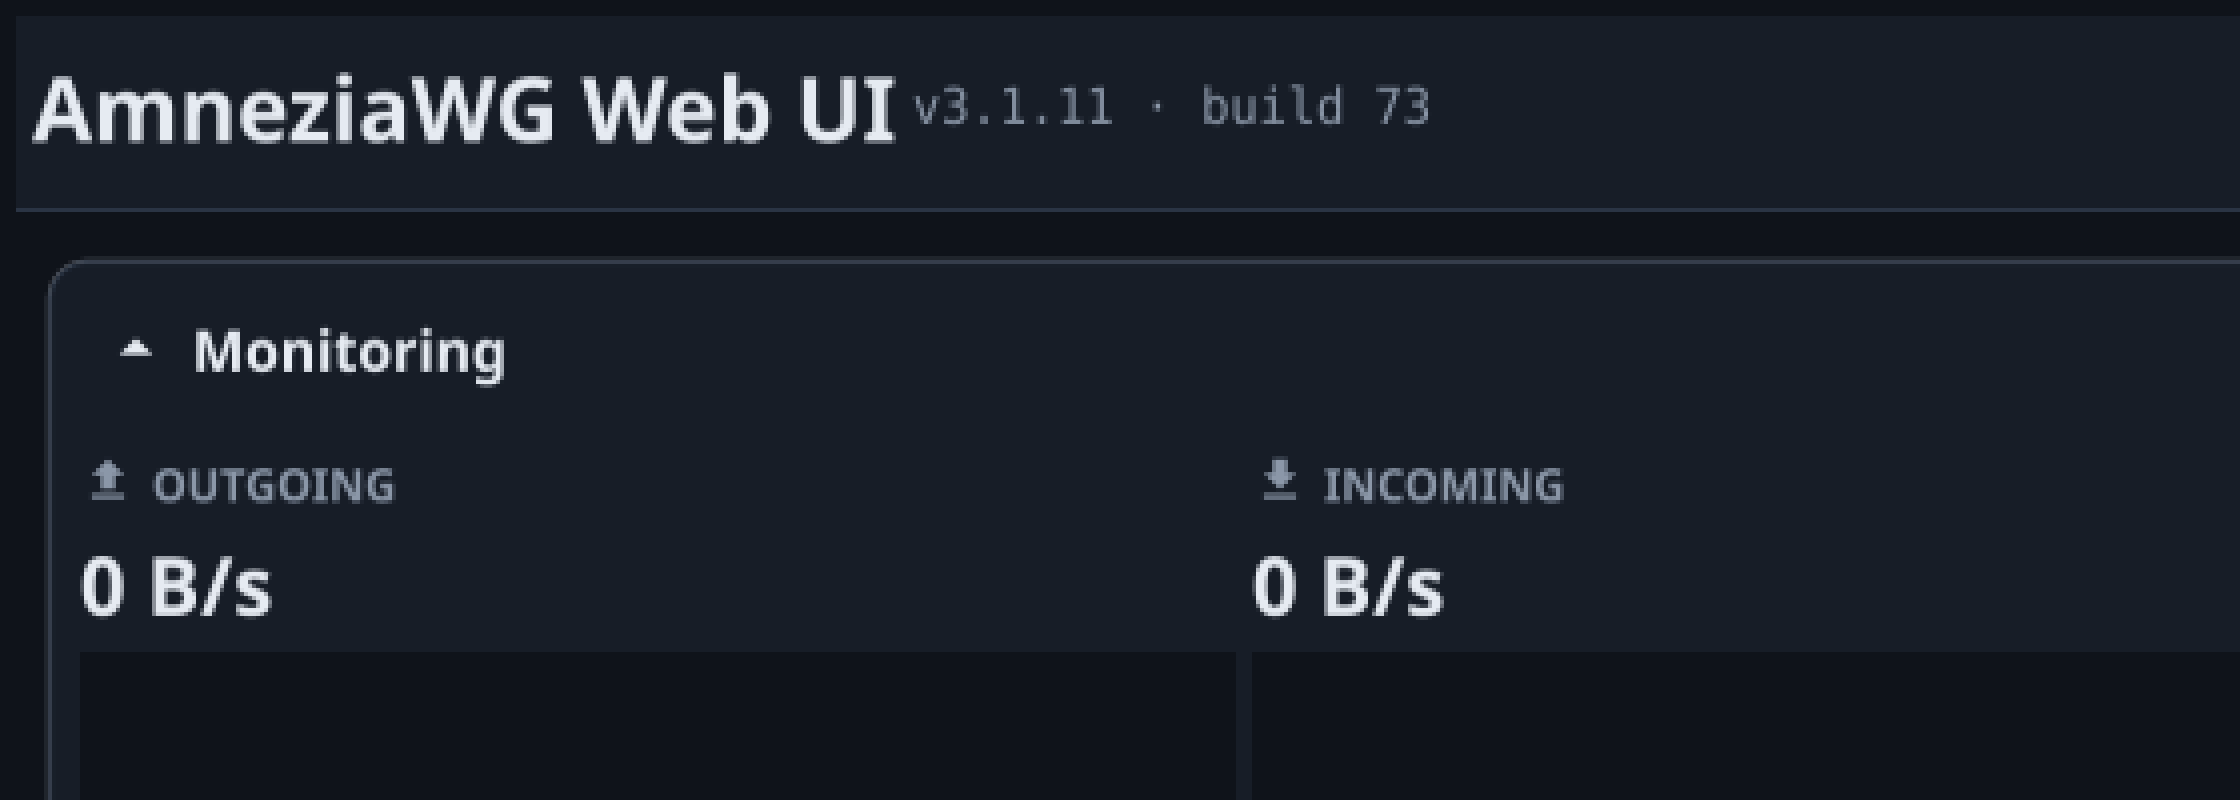 AmneziaWG Web UI v3.1.11 · build 73
Monitoring
OUTGOING
INCOMING
0 B/s
0 B/s